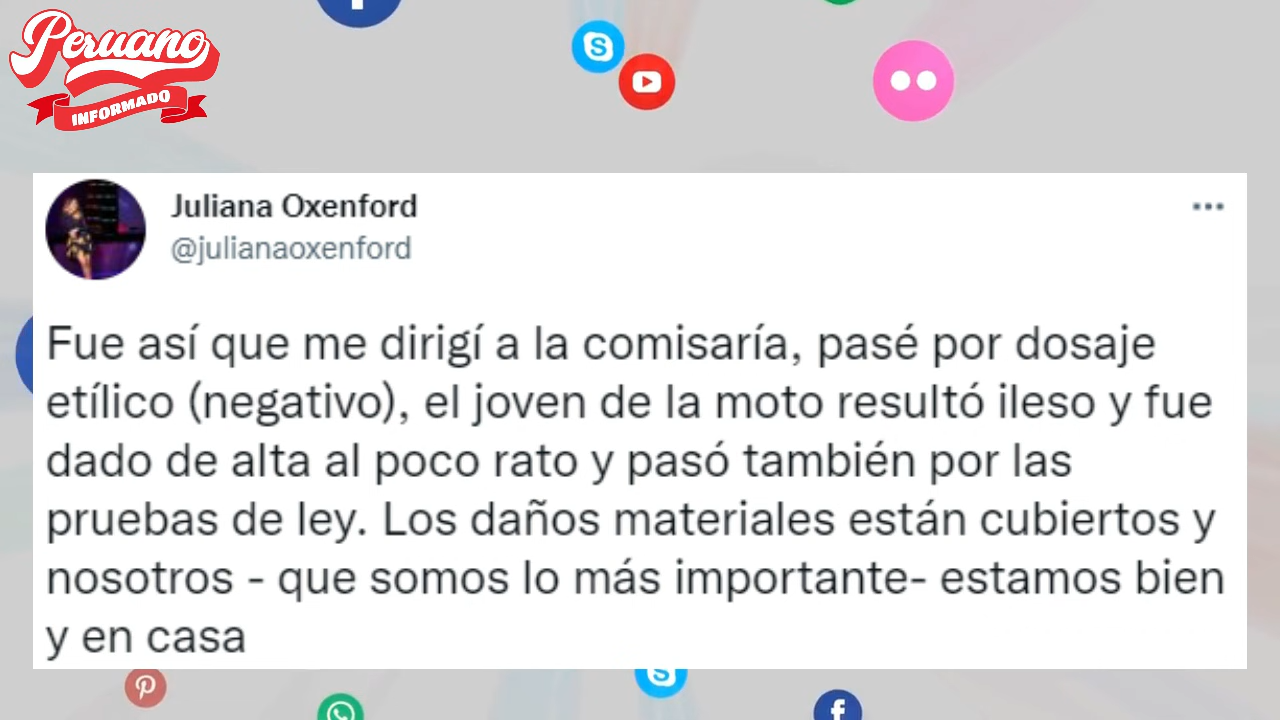 Peruano
INFORMADO
Juliana Oxenford
@julianaoxenford
Fue así que me dirigí a la comisaría, pasé por dosaje
etílico (negativo), el joven de la moto resultó ileso y fue
dado de alta al poco rato y pasó también por las
pruebas de ley. Los daños materiales están cubiertos y
nosotros - que somos lo más importante- estamos bien
y en casa